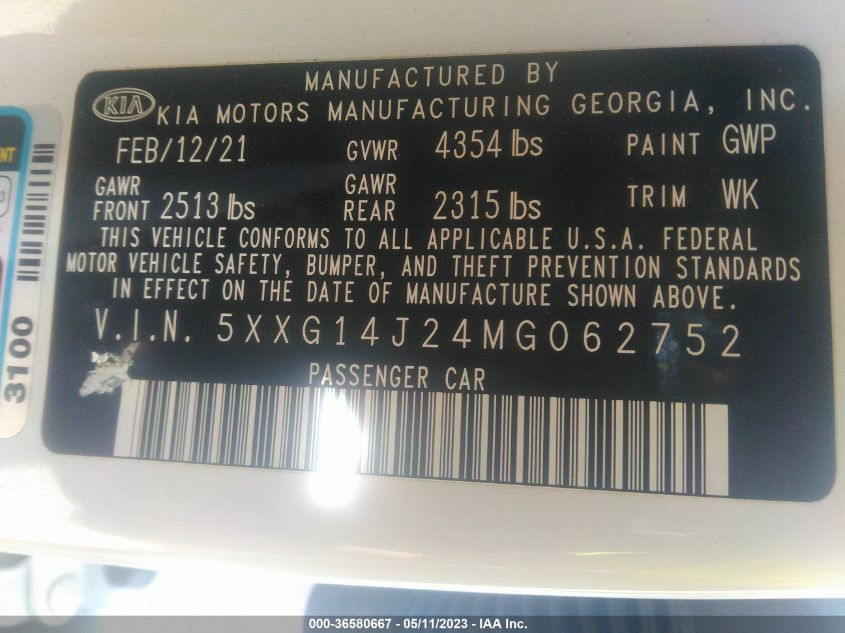 MANUFACTURED BY
KIA KIA MOTORS MANUFACTURING GEORGIA, INC.
FEB/12/21 GVWR 4354 lbs PAINT GWP
GAWR FRONT 2513 lbs GAWR REAR 2315 lbs TRIM WK
THIS VEHICLE CONFORMS TO ALL APPLICABLE U.S.A. FEDERAL
MOTOR VEHICLE SAFETY, BUMPER, AND THEFT PREVENTION STANDARDS
IN EFFECT ON THE DATE OF MANUFACTURE SHOWN ABOVE.
V.I.N. 5XXG14J24MG062752
PASSENGER CAR
3100
000-36580667 - 05/11/2023 - IAA Inc.